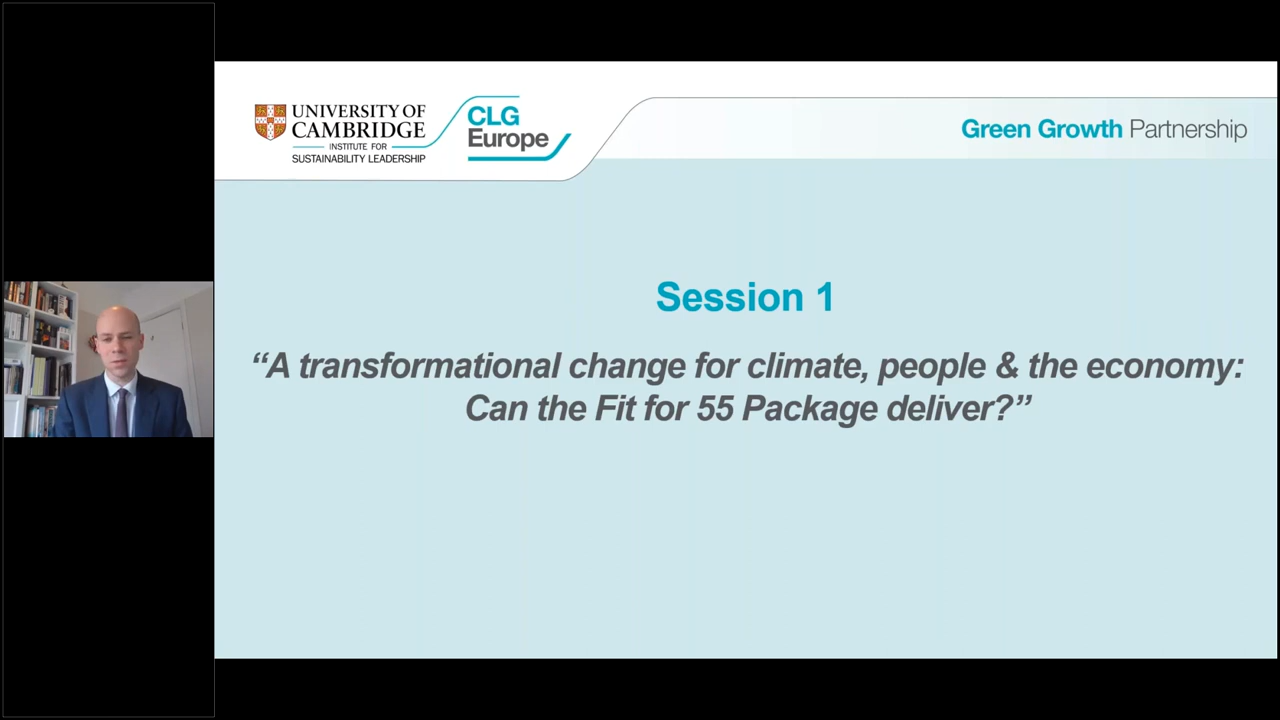 UNIVERSITY OF
CAMBRIDGE
INSTITUTE FOR
SUSTAINABILITY LEADERSHIP
CLG
Europe
Green Growth Partnership
Session 1
“A transformational change for climate, people & the economy:
Can the Fit for 55 Package deliver?”